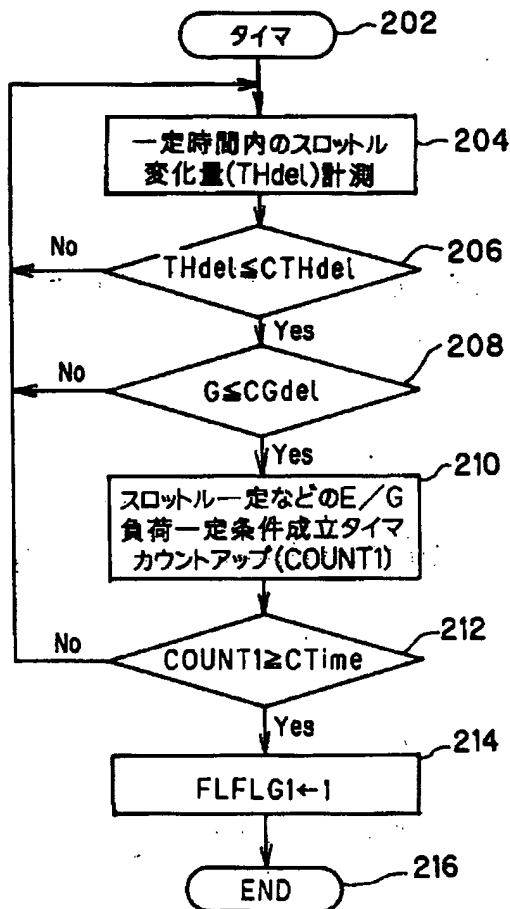 タイマ
202
一定時間内のスロットル
変化量(THdel)計測
204
THdel≦CTHdel
206
No
Yes
G≦CGdel
208
No
Yes
スロットル一定などのE/G
負荷一定条件成立タイマ
カウントアップ(COUNT1)
210
COUNT1≧CTime
212
No
Yes
FLFLG1←1
214
END
216